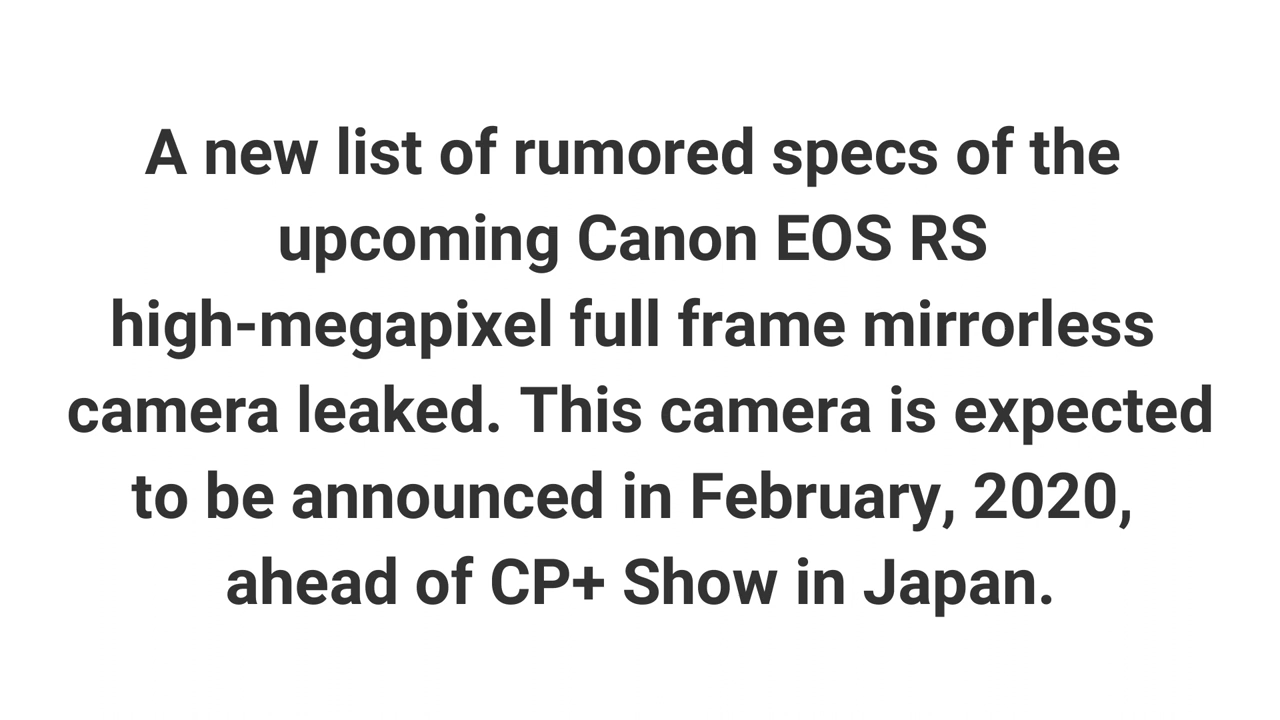 A new list of rumored specs of the
upcoming Canon EOS RS
high-megapixel full frame mirrorless
camera leaked. This camera is expected
to be announced in February, 2020,
ahead of CP+ Show in Japan.